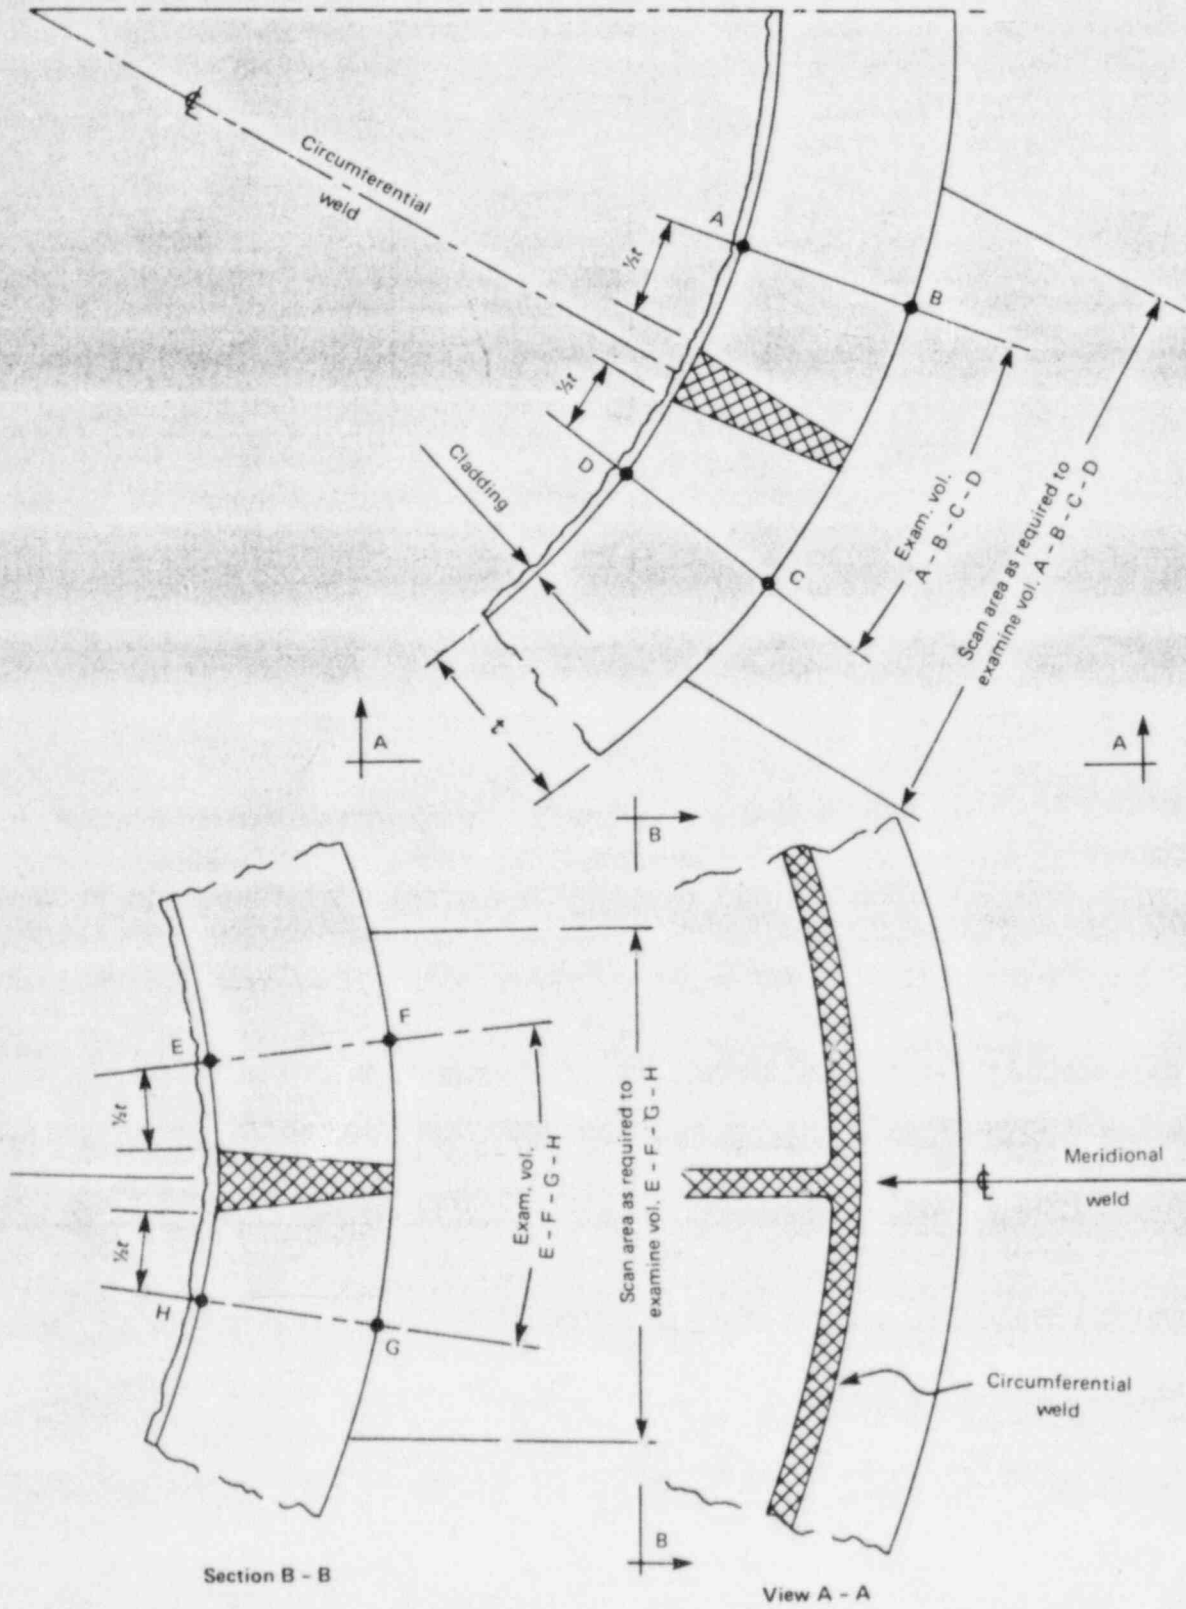 ℄
Circumferential
weld
A
½t
B
½t
D
Cladding
C
Exam. vol.
A - B - C - D
Scan area as required to
examine vol. A - B - C - D
t
A
A
B
E
F
½t
½t
H
G
Exam. vol.
E - F - G - H
Scan area as required to
examine vol. E - F - G - H
Meridional
℄
weld
Circumferential
weld
B
Section B - B
View A - A